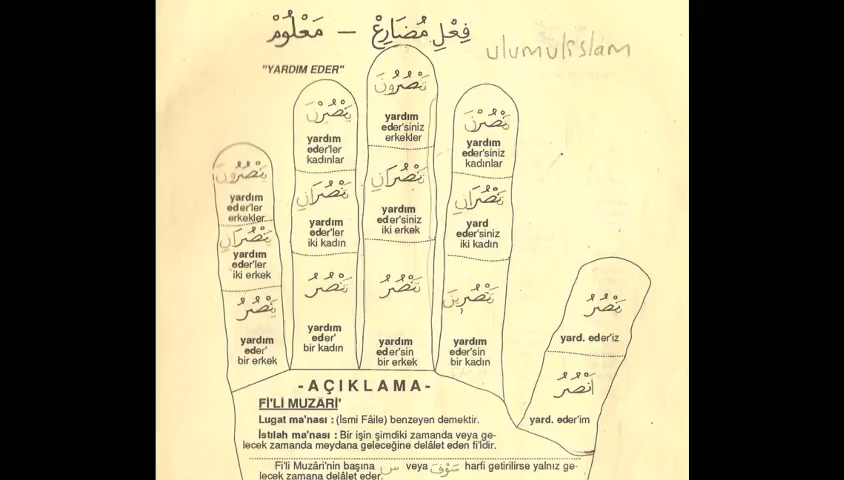 فِعْلِ مُضَارِعْ – مَعْلُومْ
ulumulislam
"YARDIM EDER"
يَنْصُرُونَ
yardım
eder'ler
erkekler
يَنْصُرَانِ
yardım
eder'ler
iki erkek
يَنْصُرُ
yardım
eder'
bir erkek
يَنْصُرْنَ
yardım
eder'ler
kadınlar
تَنْصُرَانِ
yardım
eder'ler
iki kadın
تَنْصُرُ
yardım
eder'
bir kadın
تَنْصُرُونَ
yardım
eder'siniz
erkekler
تَنْصُرَانِ
yardım
eder'siniz
iki erkek
تَنْصُرُ
yardım
eder'sin
bir erkek
تَنْصُرْنَ
yardım
eder'siniz
kadınlar
تَنْصُرَانِ
yard
eder'siniz
iki kadın
تَنْصُرِينَ
yardım
eder'sin
bir kadın
نَنْصُرُ
yard. eder'iz
اَنْصُرُ
yard. eder'im
-AÇIKLAMA-
Fİ'Lİ MUZÂRİ'
Lugat ma'nası : (İsmi Fâile) benzeyen demektir.
İstılah ma'nası : Bir işin şimdiki zamanda veya ge-
lecek zamanda meydana geleceğine delâlet eden fi'ldir.
Fi'li Muzâri'nin başına س veya سَوْفَ harfi getirilirse yalnız ge-
lecek zamana delâlet eder.